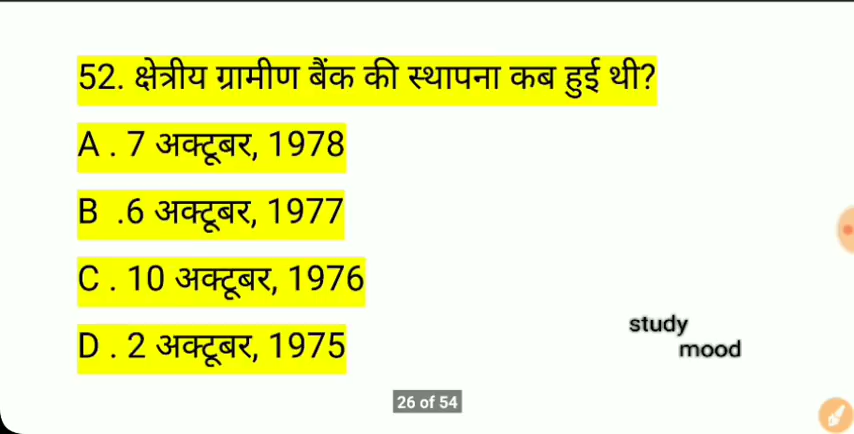 52. क्षेत्रीय ग्रामीण बैंक की स्थापना कब हुई थी?
A . 7 अक्टूबर, 1978
B .6 अक्टूबर, 1977
C . 10 अक्टूबर, 1976
D . 2 अक्टूबर, 1975
study
mood
26 of 54